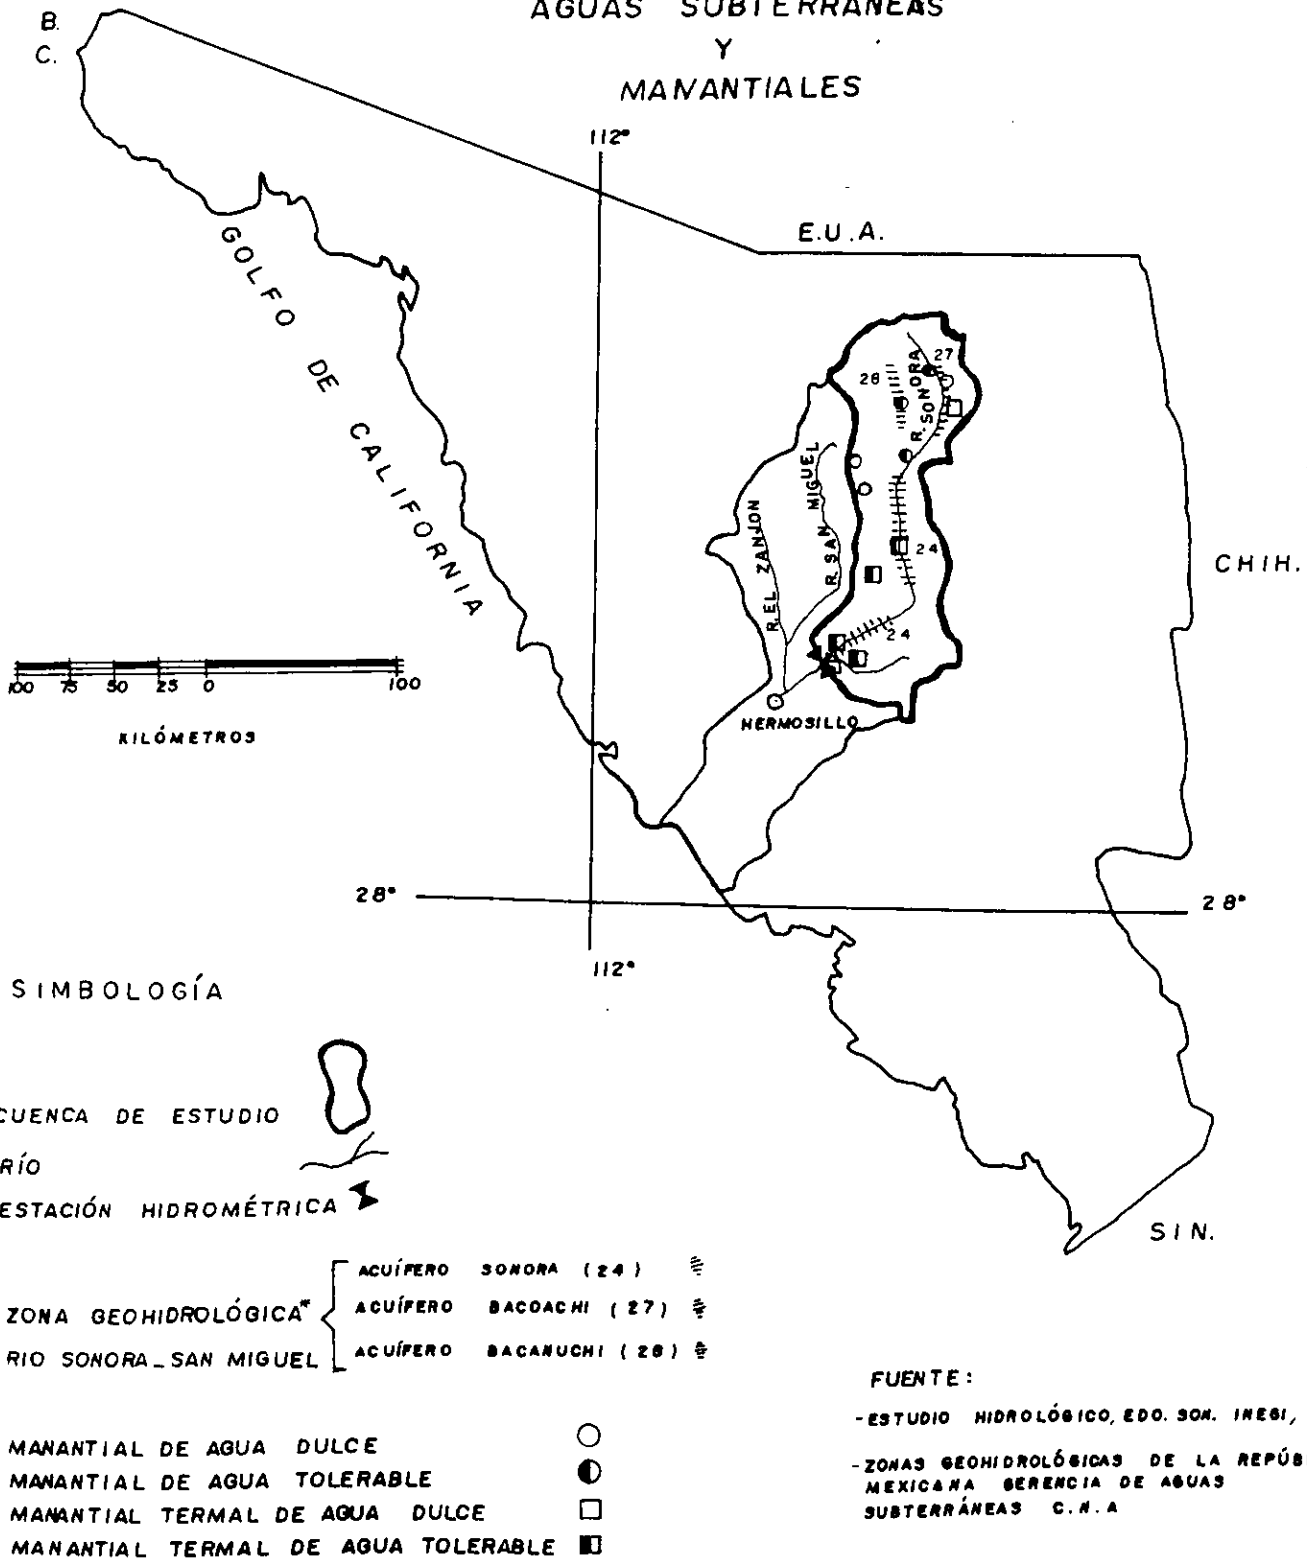 AGUAS SUBTERRÁNEAS
Y
MANANTIALES
B.
C.
112°
E.U.A.
GOLFO DE CALIFORNIA
27
28
R. SONORA
R. SAN MIGUEL
R. EL ZANJON
24
CHIH.
24
100 75 50 25 0 100
KILÓMETROS
HERMOSILLO
28°
28°
112°
SIMBOLOGÍA
CUENCA DE ESTUDIO
RÍO
ESTACIÓN HIDROMÉTRICA
SIN.
ACUÍFERO SONORA (24)
ZONA GEOHIDROLÓGICA*
ACUÍFERO BACOACHI (27)
RIO SONORA_SAN MIGUEL
ACUÍFERO BACANUCHI (28)
FUENTE:
-ESTUDIO HIDROLÓGICO, EDO. SON. INEGI,
MANANTIAL DE AGUA DULCE
MANANTIAL DE AGUA TOLERABLE
MANANTIAL TERMAL DE AGUA DULCE
MANANTIAL TERMAL DE AGUA TOLERABLE
-ZONAS GEOHIDROLÓGICAS DE LA REPÚB
MEXICANA GERENCIA DE AGUAS
SUBTERRÁNEAS C.N.A